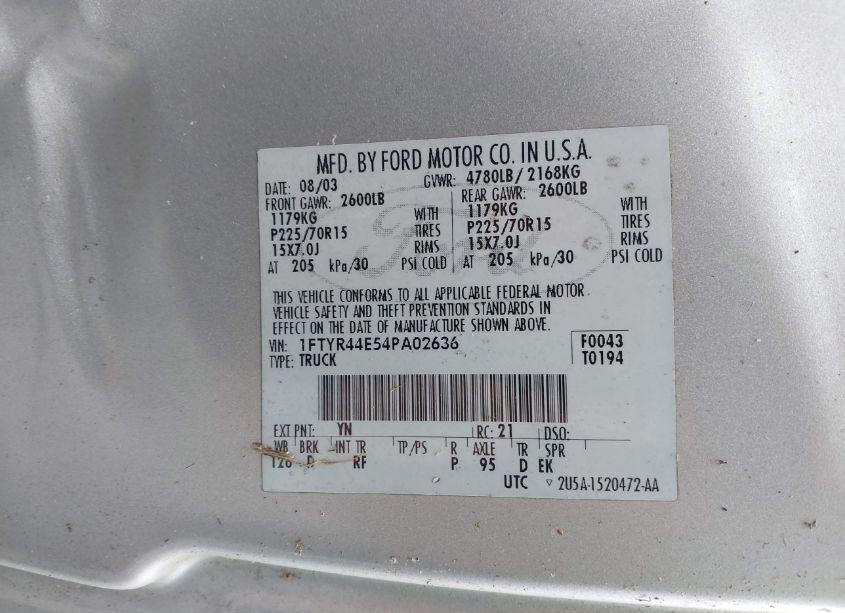 MFD. BY FORD MOTOR CO. IN U.S.A.
DATE: 08/03 GVWR: 4780LB / 2168KG
FRONT GAWR: 2600LB REAR GAWR: 2600LB
1179KG WITH 1179KG WITH
P225/70R15 TIRES P225/70R15 TIRES
15X7.0J RIMS 15X7.0J RIMS
AT 205 kPa/30 PSI COLD AT 205 kPa/30 PSI COLD
Ford
THIS VEHICLE CONFORMS TO ALL APPLICABLE FEDERAL MOTOR
VEHICLE SAFETY AND THEFT PREVENTION STANDARDS IN
EFFECT ON THE DATE OF MANUFACTURE SHOWN ABOVE.
VIN: 1FTYR44E54PA02636 F0043
TYPE: TRUCK T0194
EXT PNT: YN RC: 21 DSO:
WB BRK INT TR TP/PS R AXLE TR SPR
126 D RF P 95 D EK
UTC ▽ 2U5A-1520472-AA